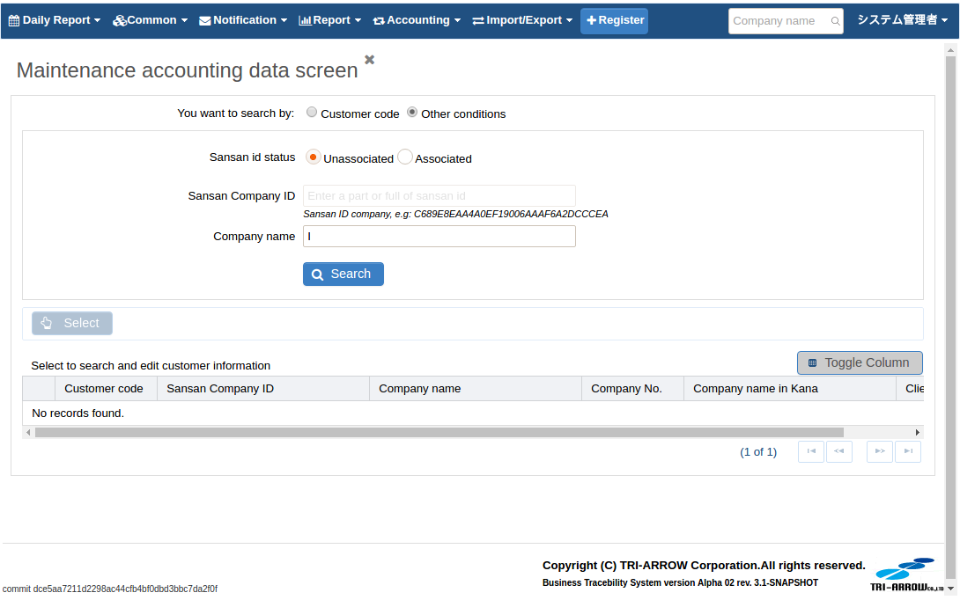 Daily Report Common Notification Report Accounting Import/Export Register Company name システム管理者
Maintenance accounting data screen
You want to search by: Customer code Other conditions
Sansan id status Unassociated Associated
Sansan Company ID Enter a part or full of sansan id
Sansan ID company, e.g: C689E8EAA4A0EF19006AAAF6A2DCCCEA
Company name
Search
Select
Select to search and edit customer information Toggle Column
Customer code Sansan Company ID Company name Company No. Company name in Kana Clie
No records found.
(1 of 1)
Copyright (C) TRI-ARROW Corporation.All rights reserved.
Business Tracebility System version Alpha 02 rev. 3.1-SNAPSHOT
TRI-ARROW
commit dce5aa7211d2298ac44cfb4bf0dbd3bbc7da2f0f